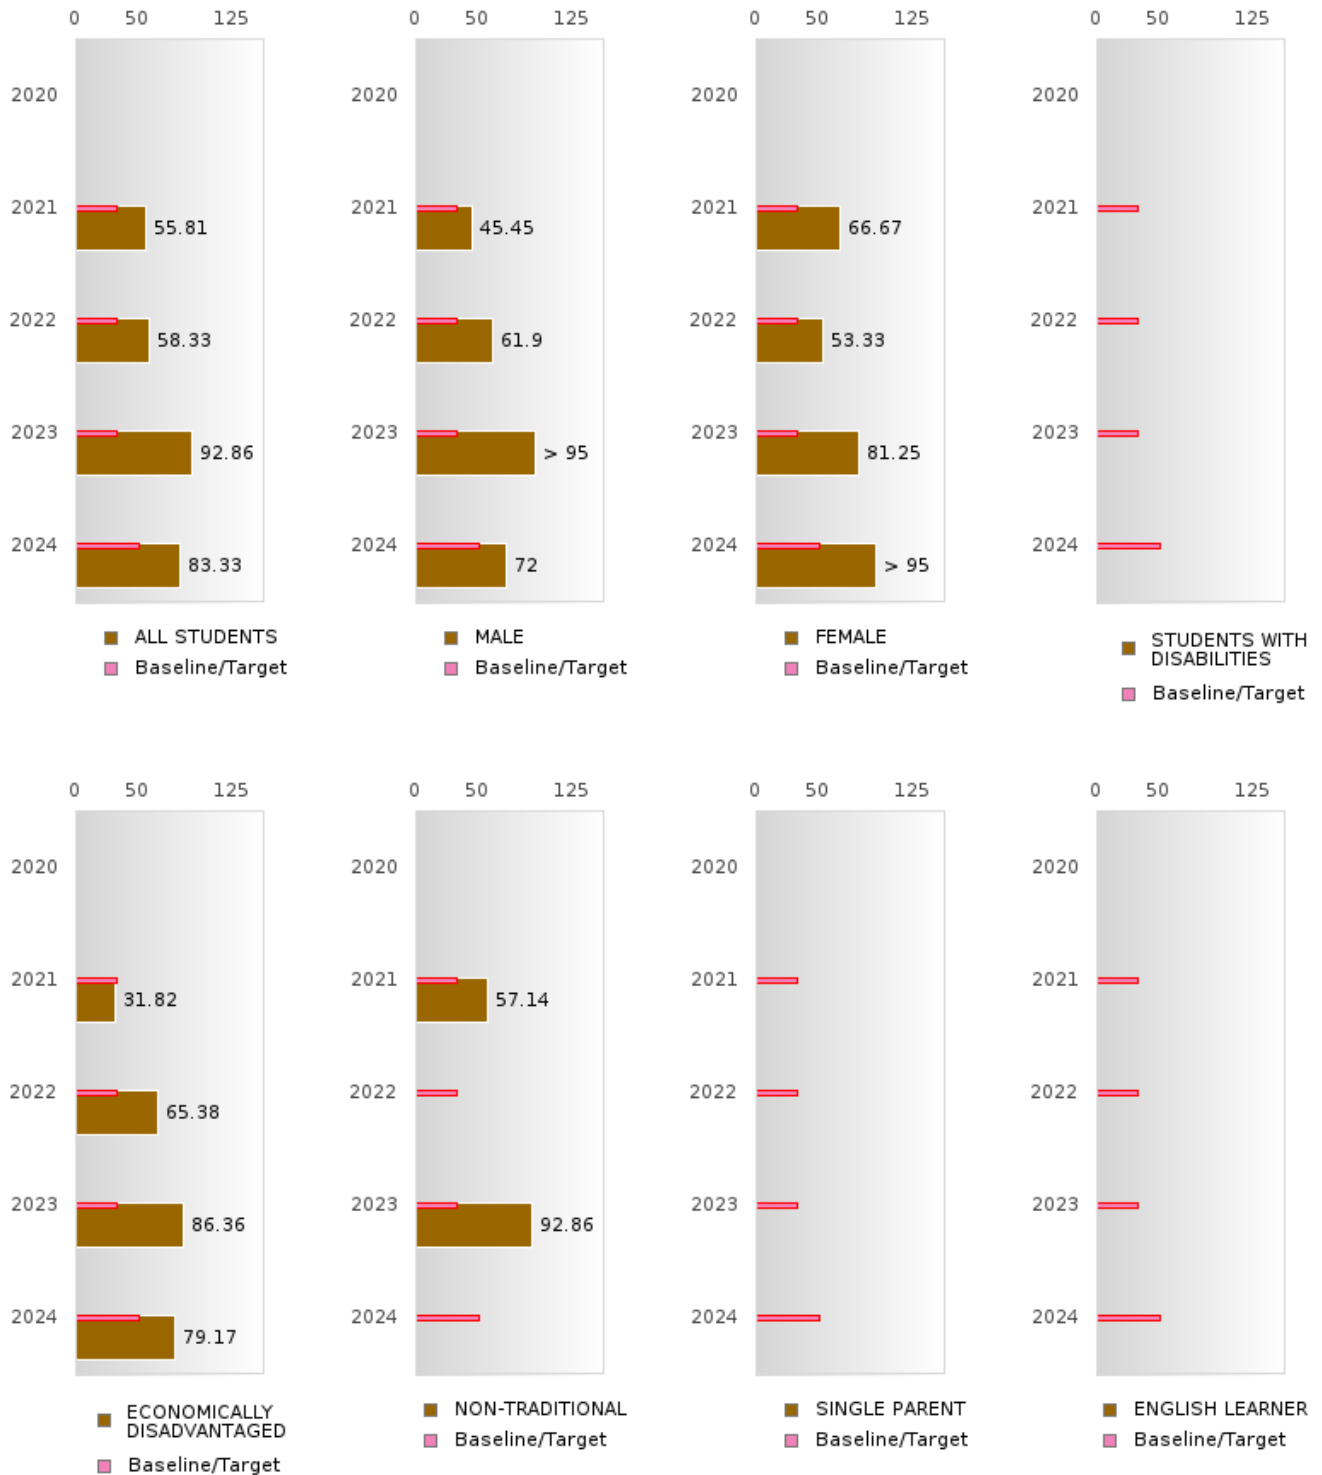 0 50 125 0 50 125 0 50 125 0 50 125
2020 2020 2020 2020
2021 55.81 2021 45.45 2021 66.67 2021
2022 58.33 2022 61.9 2022 53.33 2022
2023 92.86 2023 > 95 2023 81.25 2023
2024 83.33 2024 72 2024 > 95 2024
ALL STUDENTS
Baseline/Target
MALE
Baseline/Target
FEMALE
Baseline/Target
STUDENTS WITH
DISABILITIES
Baseline/Target
0 50 125 0 50 125 0 50 125 0 50 125
2020 2020 2020 2020
2021 31.82 2021 57.14 2021 2021
2022 65.38 2022 2022 2022
2023 86.36 2023 92.86 2023 2023
2024 79.17 2024 2024 2024
ECONOMICALLY
DISADVANTAGED
Baseline/Target
NON-TRADITIONAL
Baseline/Target
SINGLE PARENT
Baseline/Target
ENGLISH LEARNER
Baseline/Target